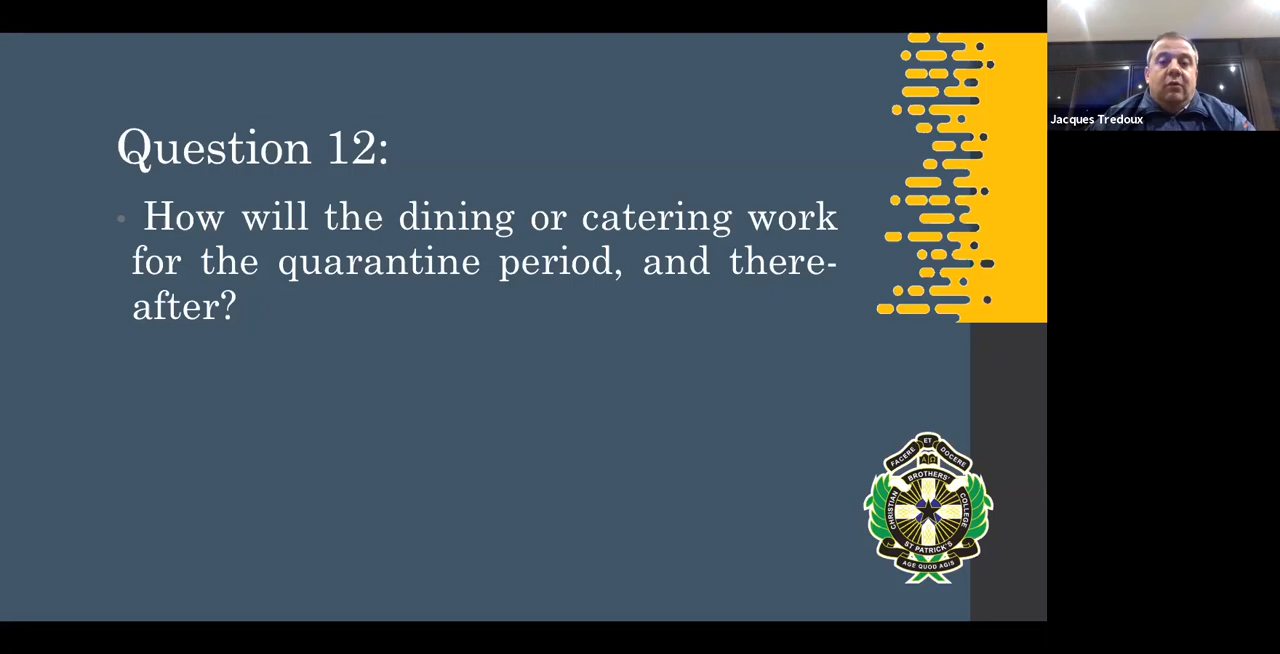 Question 12:
• How will the dining or catering work
for the quarantine period, and there-
after?
Jacques Tredoux
FACERE ET DOCERE
Α Ω
CHRISTIAN BROTHERS' COLLEGE
ST PATRICK'S
AGE QUOD AGIS